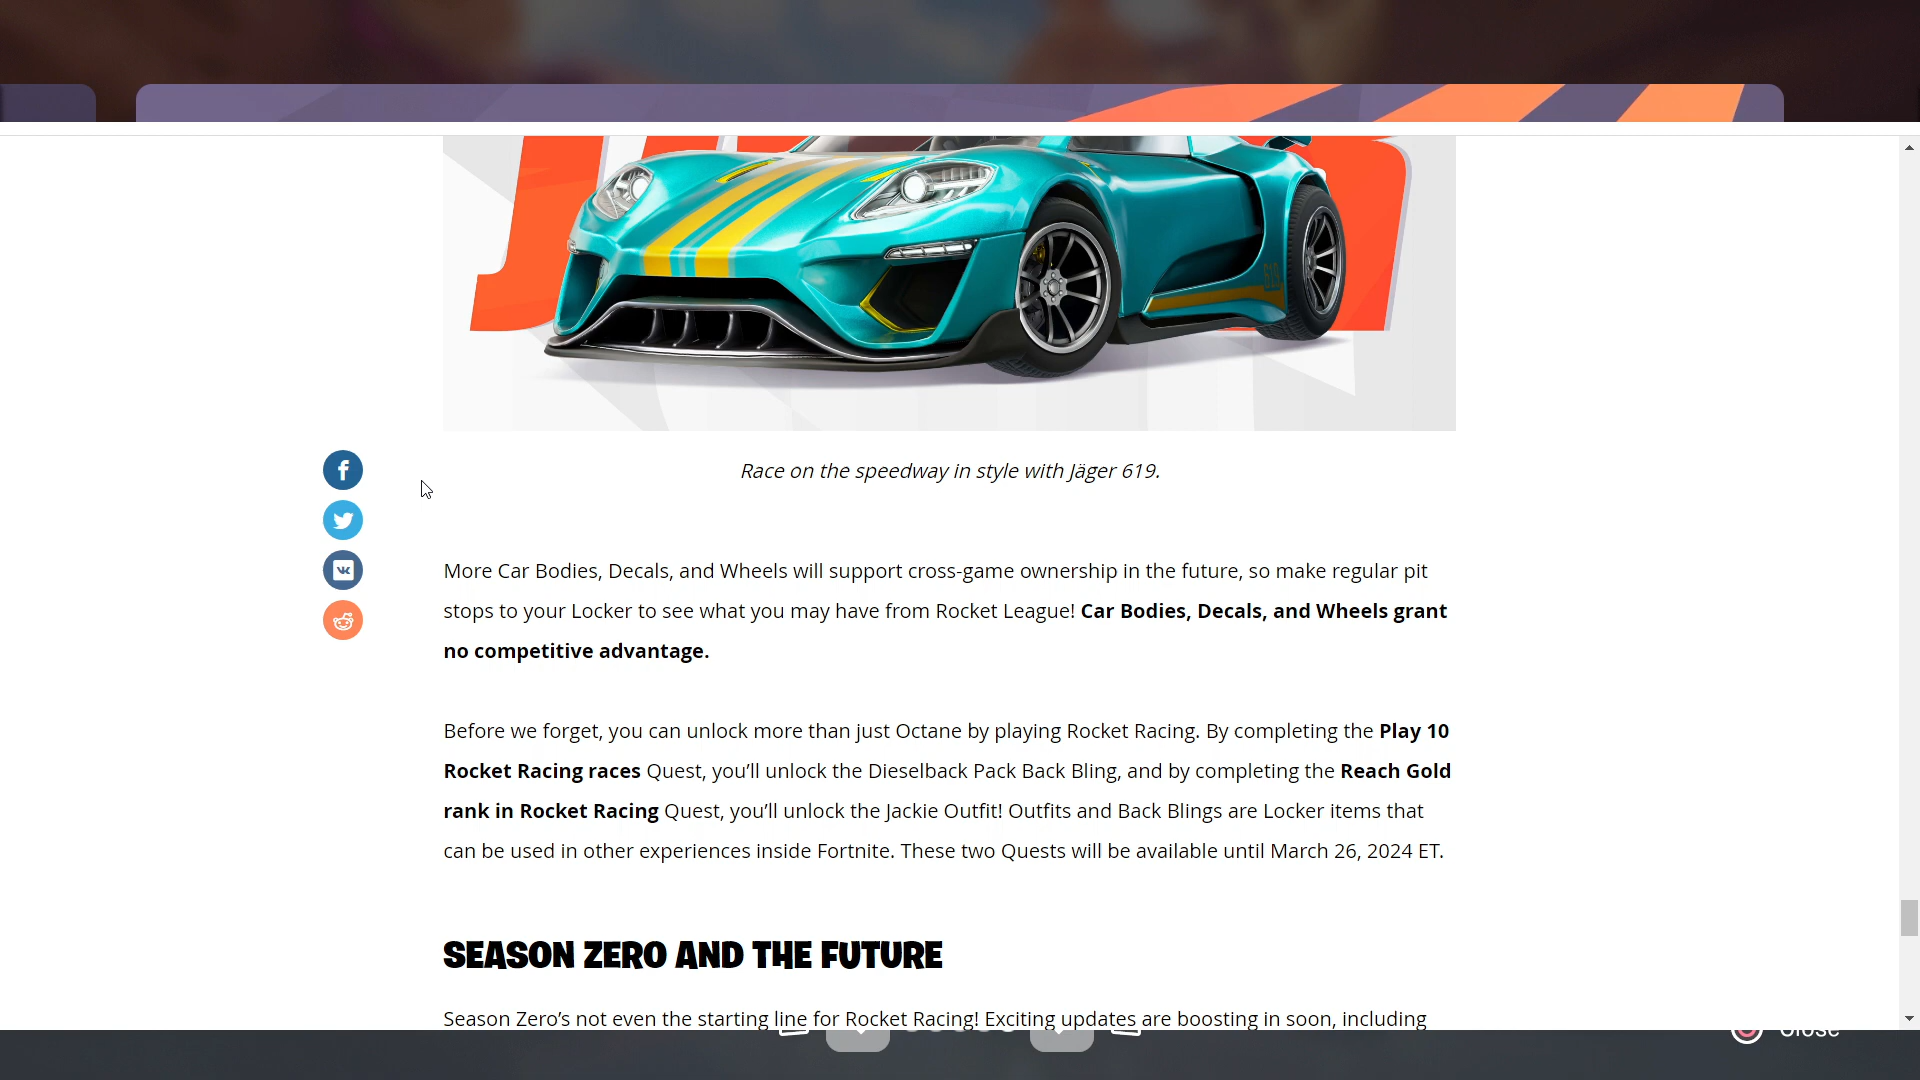 Race on the speedway in style with Jäger 619.
More Car Bodies, Decals, and Wheels will support cross-game ownership in the future, so make regular pit
stops to your Locker to see what you may have from Rocket League! Car Bodies, Decals, and Wheels grant
no competitive advantage.
Before we forget, you can unlock more than just Octane by playing Rocket Racing. By completing the Play 10
Rocket Racing races Quest, you’ll unlock the Dieselback Pack Back Bling, and by completing the Reach Gold
rank in Rocket Racing Quest, you’ll unlock the Jackie Outfit! Outfits and Back Blings are Locker items that
can be used in other experiences inside Fortnite. These two Quests will be available until March 26, 2024 ET.
SEASON ZERO AND THE FUTURE
Season Zero’s not even the starting line for Rocket Racing! Exciting updates are boosting in soon, including
Close